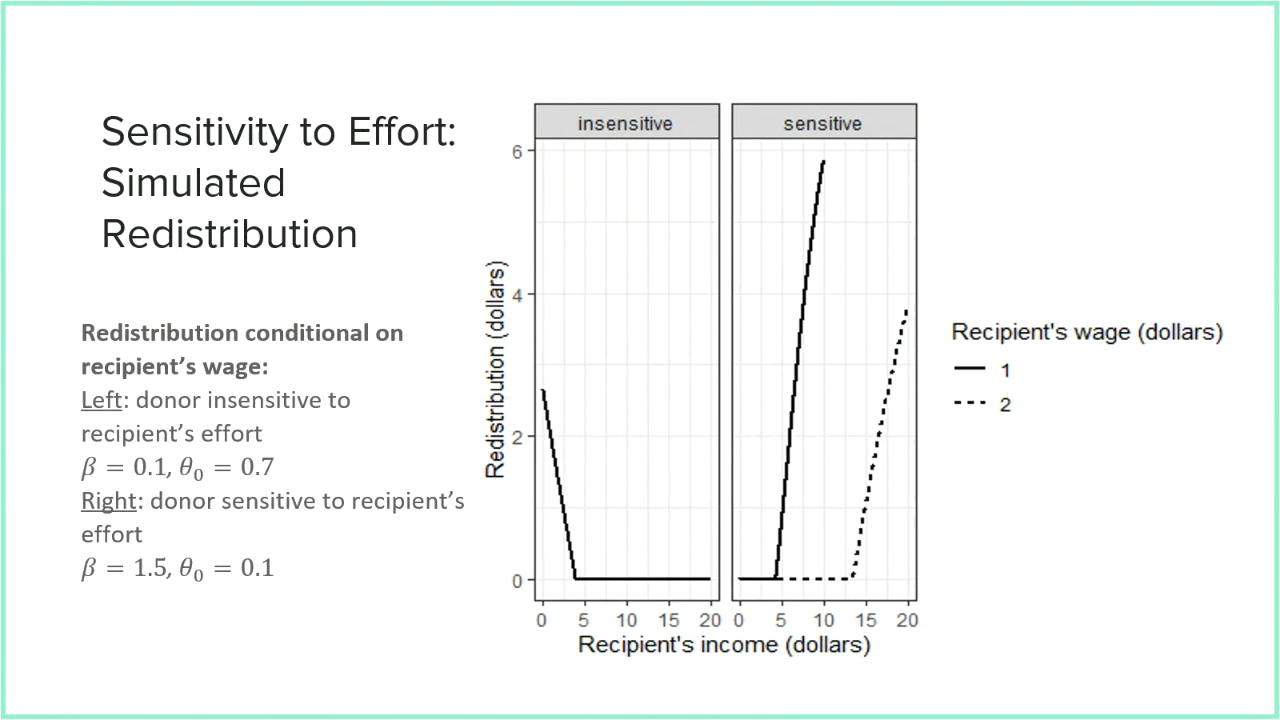 Sensitivity to Effort:
Simulated
Redistribution
Redistribution conditional on
recipient’s wage:
Left: donor insensitive to
recipient’s effort
β = 0.1, θ₀ = 0.7
Right: donor sensitive to recipient’s
effort
β = 1.5, θ₀ = 0.1
insensitive
sensitive
6
4
2
0
Redistribution (dollars)
0 5 10 15 20
0 5 10 15 20
Recipient's income (dollars)
Recipient's wage (dollars)
1
2